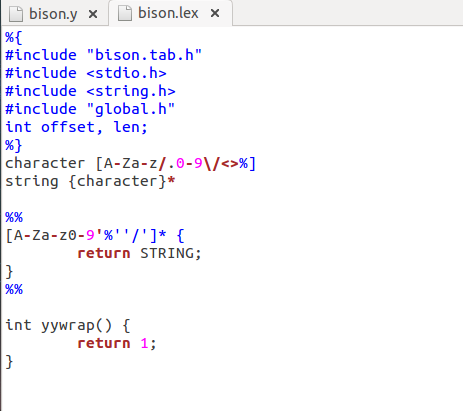 bison.y × bison.lex ×
%{
#include "bison.tab.h"
#include <stdio.h>
#include <string.h>
#include "global.h"
int offset, len;
%}
character [A-Za-z/.0-9\/<>%]
string {character}*
%%
[A-Za-z0-9'%''/']* {
        return STRING;
}
%%
int yywrap() {
        return 1;
}